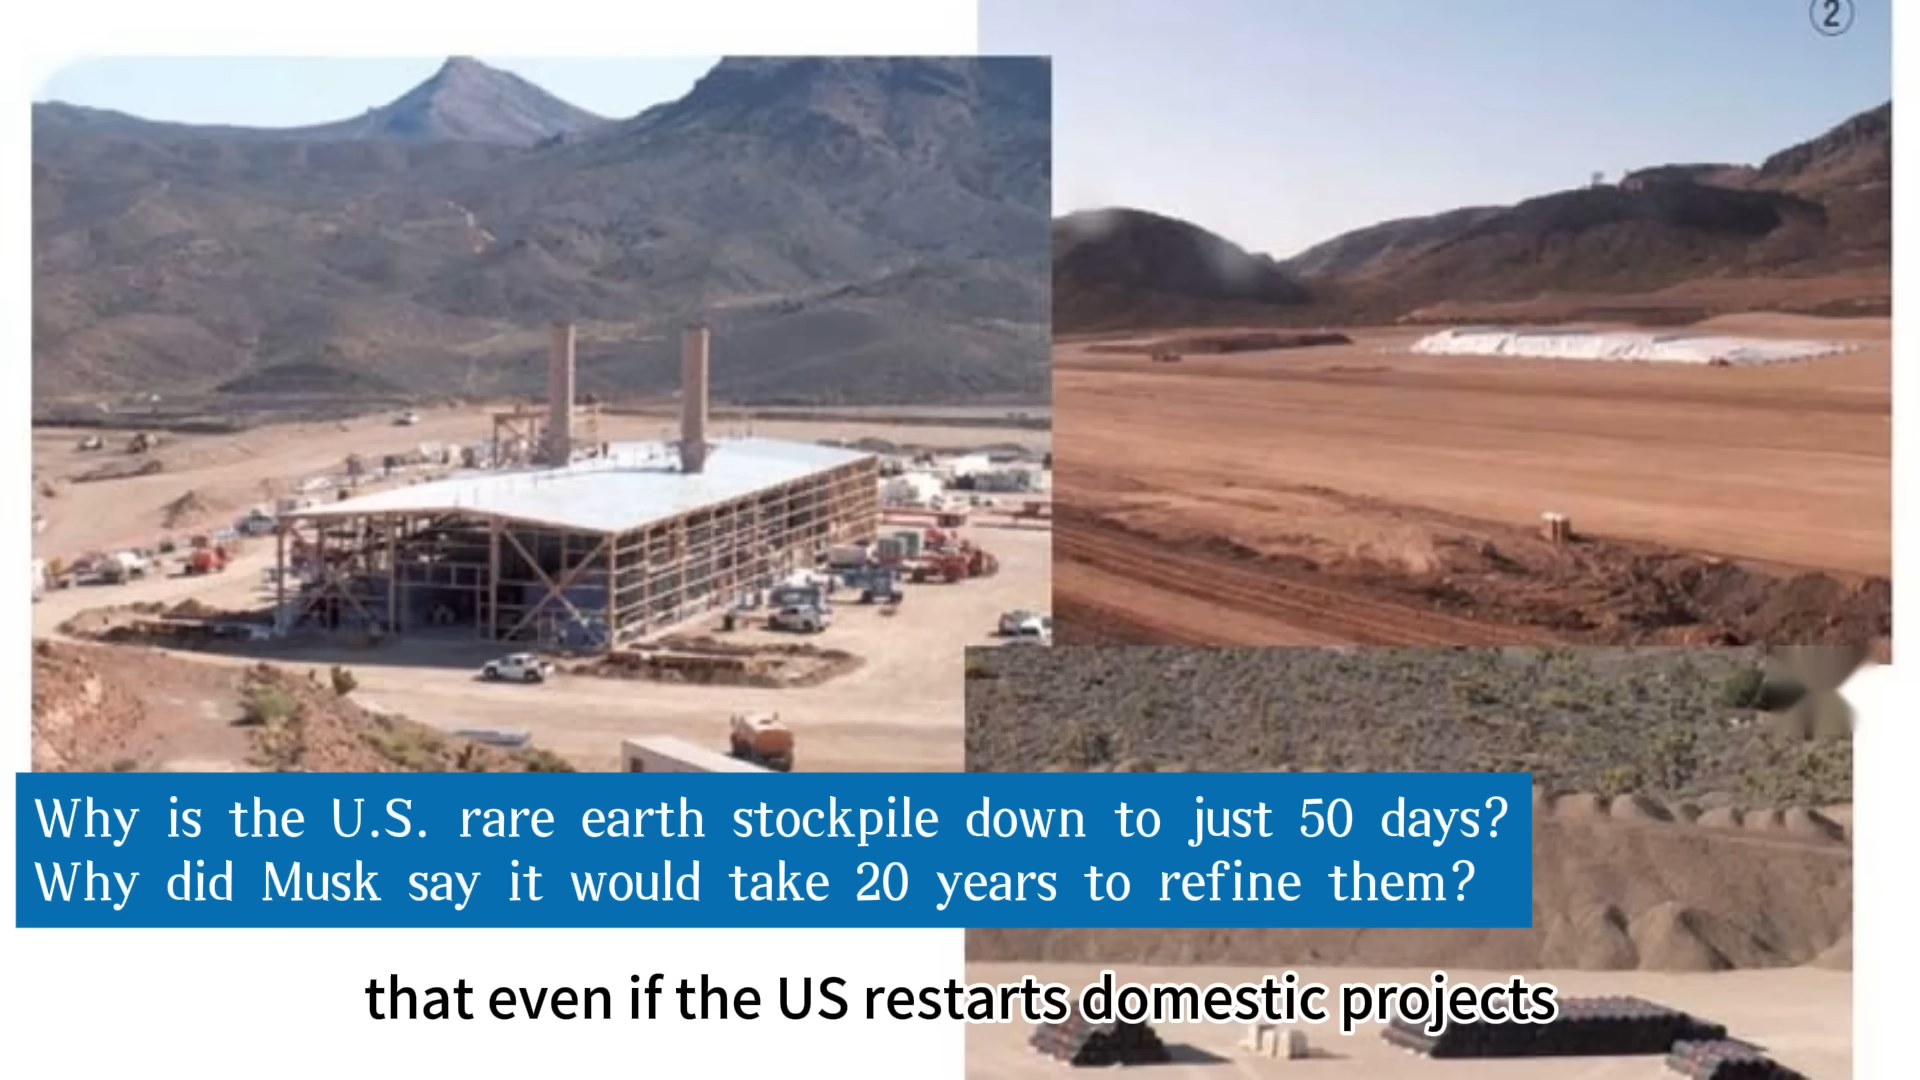 ②
Why is the U.S. rare earth stockpile down to just 50 days?
Why did Musk say it would take 20 years to refine them?
that even if the US restarts domestic projects